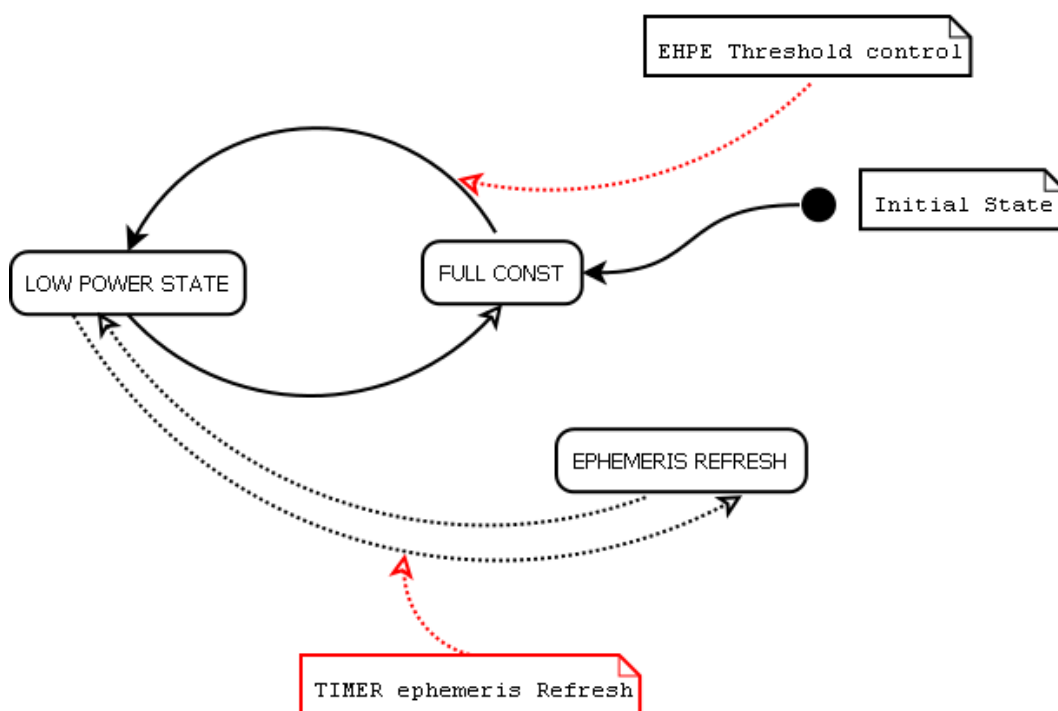 EHPE Threshold control
Initial State
FULL CONST
LOW POWER STATE
EPHEMERIS REFRESH
TIMER ephemeris Refresh